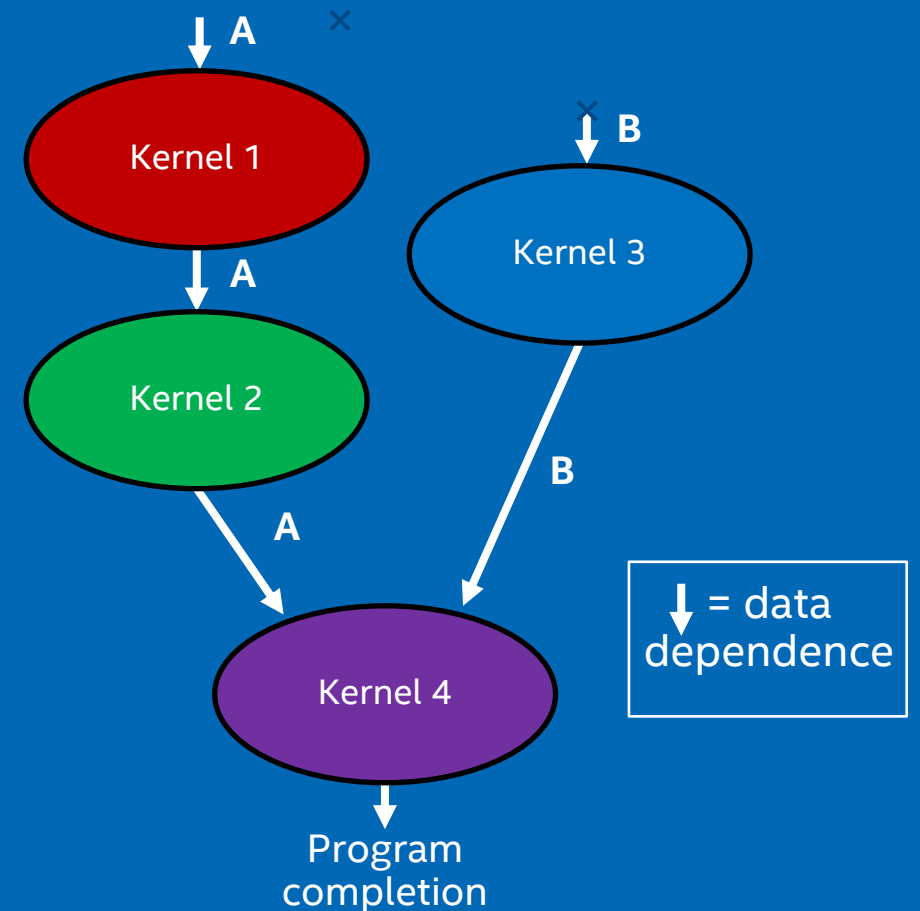 A
Kernel 1
B
Kernel 3
A
Kernel 2
A
B
= data
dependence
Kernel 4
Program
completion